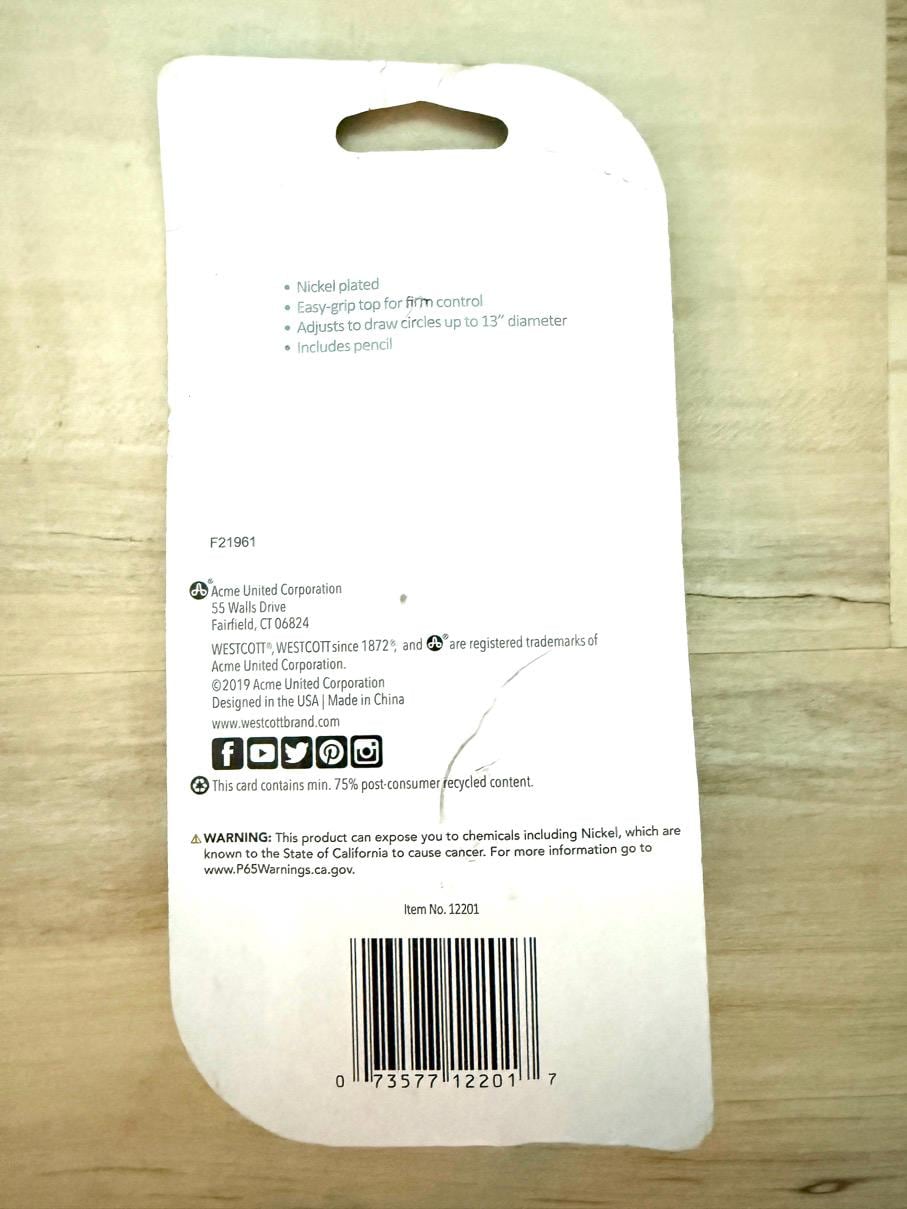 • Nickel plated
• Easy-grip top for firm control
• Adjusts to draw circles up to 13″ diameter
• Includes pencil
F21961
® Acme United Corporation
55 Walls Drive
Fairfield, CT 06824
WESTCOTT®, WESTCOTT since 1872®, and ® are registered trademarks of
Acme United Corporation.
©2019 Acme United Corporation
Designed in the USA | Made in China
www.westcottbrand.com
This card contains min. 75% post-consumer recycled content.
⚠ WARNING: This product can expose you to chemicals including Nickel, which are
known to the State of California to cause cancer. For more information go to
www.P65Warnings.ca.gov.
Item No. 12201
0 73577 12201 7